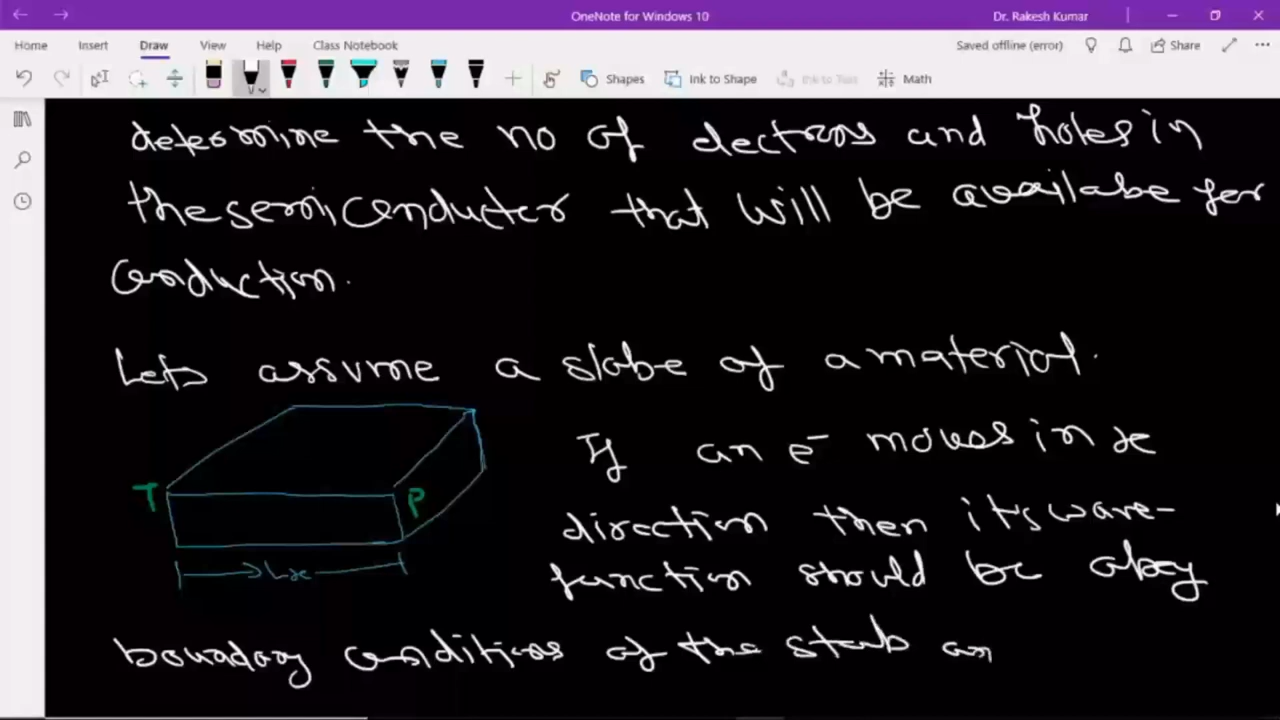 OneNote for Windows 10
Dr. Rakesh Kumar
Home Insert Draw View Help Class Notebook
Saved offline (error) Share
Shapes Ink to Shape Ink to Text Math
determine the no of electrons and holes in
the semiconductor that will be availabe for
conduction.
Lets assume a slabe of a material.
If an e⁻ moves in x
T P
direction then its wave-
Lx
function should be obey
boundary conditions of the slab an